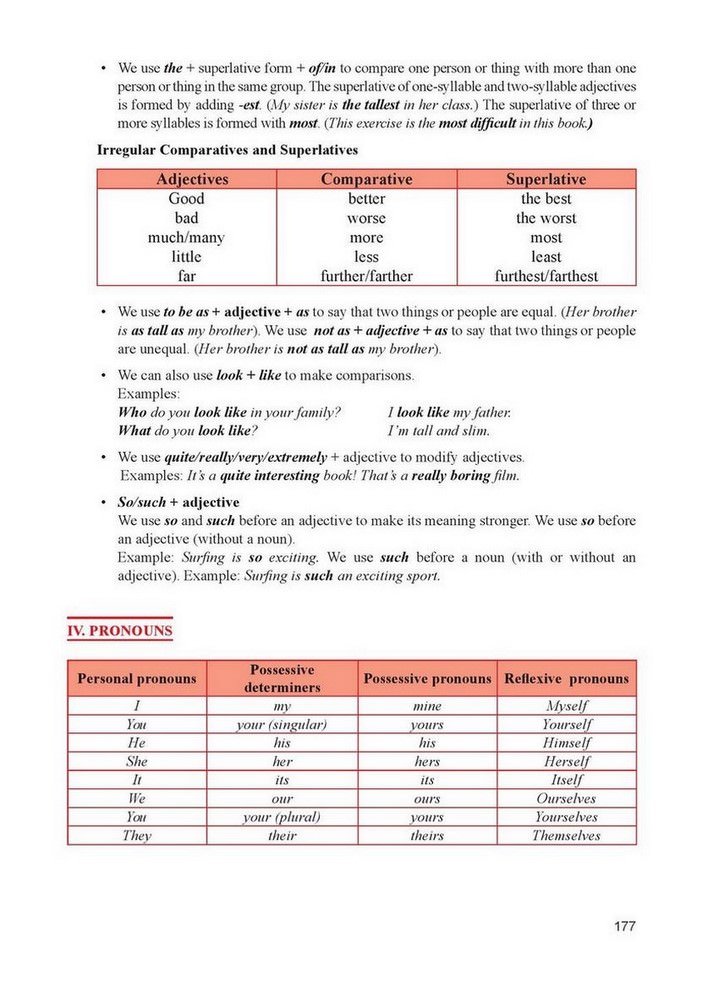 • We use the + superlative form + of/in to compare one person or thing with more than one
person or thing in the same group. The superlative of one-syllable and two-syllable adjectives
is formed by adding -est. (My sister is the tallest in her class.) The superlative of three or
more syllables is formed with most. (This exercise is the most difficult in this book.)
Irregular Comparatives and Superlatives
Adjectives Comparative Superlative
Good better the best
bad worse the worst
much/many more most
little less least
far further/farther furthest/farthest
• We use to be as + adjective + as to say that two things or people are equal. (Her brother
is as tall as my brother). We use not as + adjective + as to say that two things or people
are unequal. (Her brother is not as tall as my brother).
• We can also use look + like to make comparisons.
Examples:
Who do you look like in your family? I look like my father.
What do you look like? I'm tall and slim.
• We use quite/really/very/extremely + adjective to modify adjectives.
Examples: It's a quite interesting book! That's a really boring film.
• So/such + adjective
We use so and such before an adjective to make its meaning stronger. We use so before
an adjective (without a noun).
Example: Surfing is so exciting. We use such before a noun (with or without an
adjective). Example: Surfing is such an exciting sport.
IV. PRONOUNS
Personal pronouns Possessive determiners Possessive pronouns Reflexive pronouns
I my mine Myself
You your (singular) yours Yourself
He his his Himself
She her hers Herself
It its its Itself
We our ours Ourselves
You your (plural) yours Yourselves
They their theirs Themselves
177